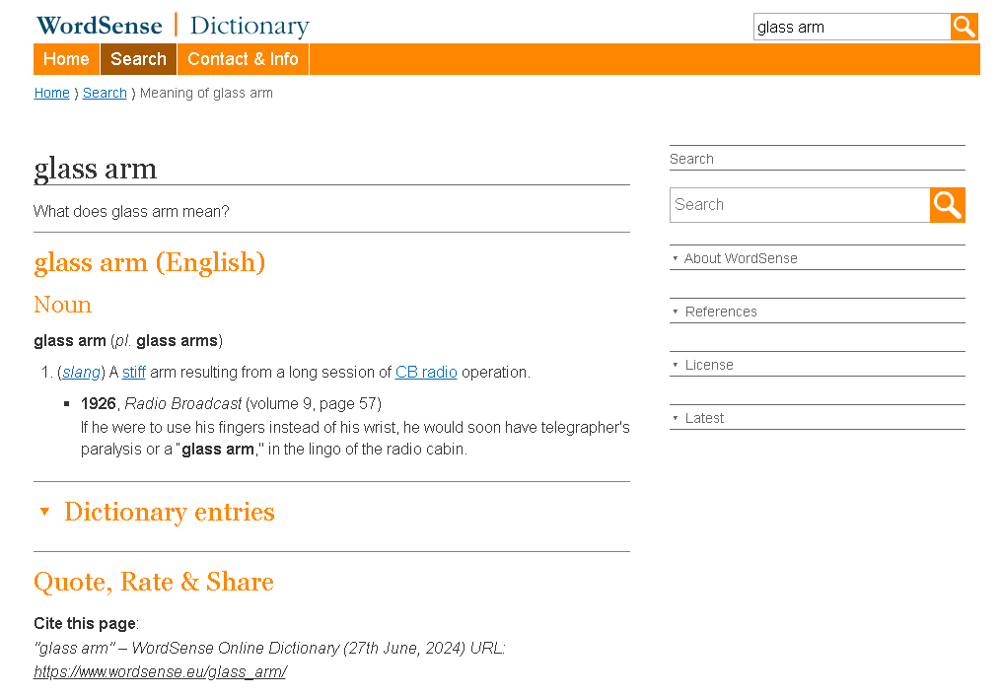 WordSense | Dictionary
glass arm
Home Search Contact & Info
Home ⟩ Search ⟩ Meaning of glass arm
glass arm
What does glass arm mean?
glass arm (English)
Noun
glass arm (pl. glass arms)
1. (slang) A stiff arm resulting from a long session of CB radio operation.
▪ 1926, Radio Broadcast (volume 9, page 57)
If he were to use his fingers instead of his wrist, he would soon have telegrapher's
paralysis or a “glass arm," in the lingo of the radio cabin.
▼ Dictionary entries
Quote, Rate & Share
Cite this page:
"glass arm" – WordSense Online Dictionary (27th June, 2024) URL:
https://www.wordsense.eu/glass_arm/
Search
Search
▼ About WordSense
▼ References
▼ License
▼ Latest